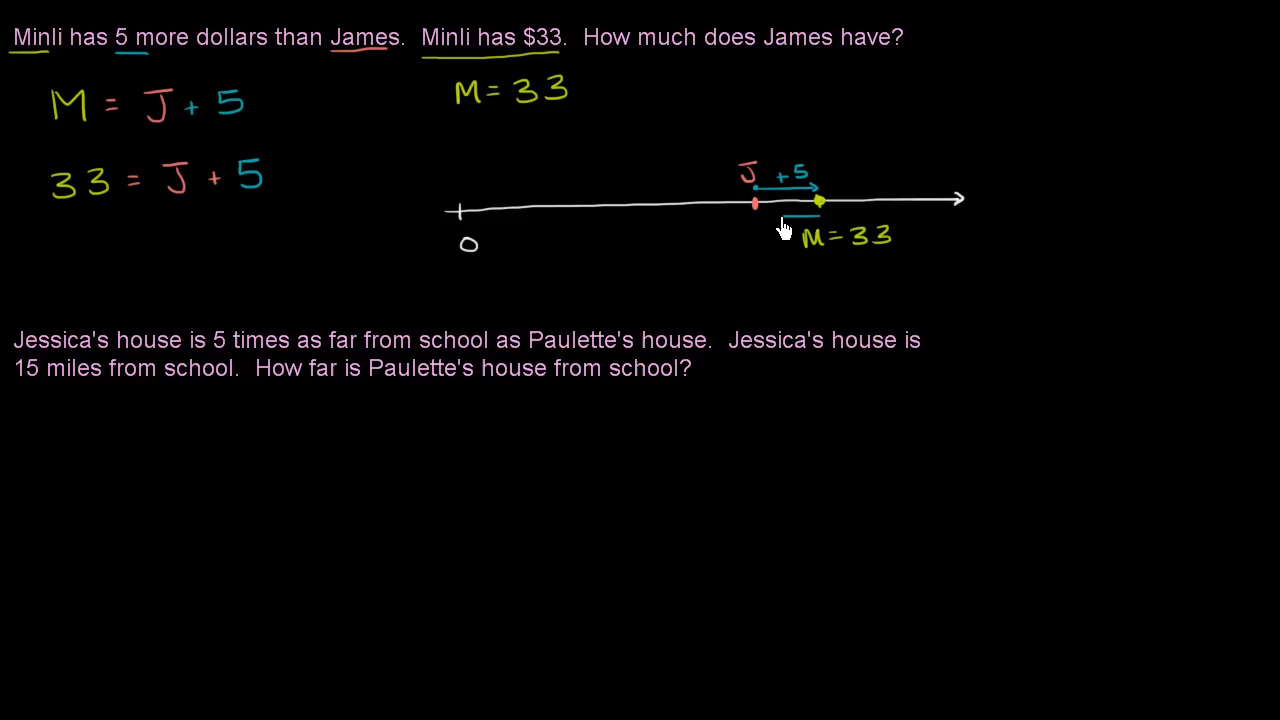 Minli has 5 more dollars than James. Minli has $33. How much does James have?
M = J + 5
M = 33
33 = J + 5
J +5
0
M = 33
Jessica's house is 5 times as far from school as Paulette's house. Jessica's house is
15 miles from school. How far is Paulette's house from school?